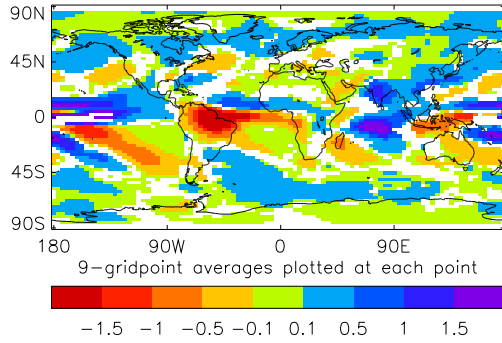 90N
45N
0
45S
90S
180 90W 0 90E
9−gridpoint averages plotted at each point
−1.5 −1 −0.5 −0.1 0.1 0.5 1 1.5